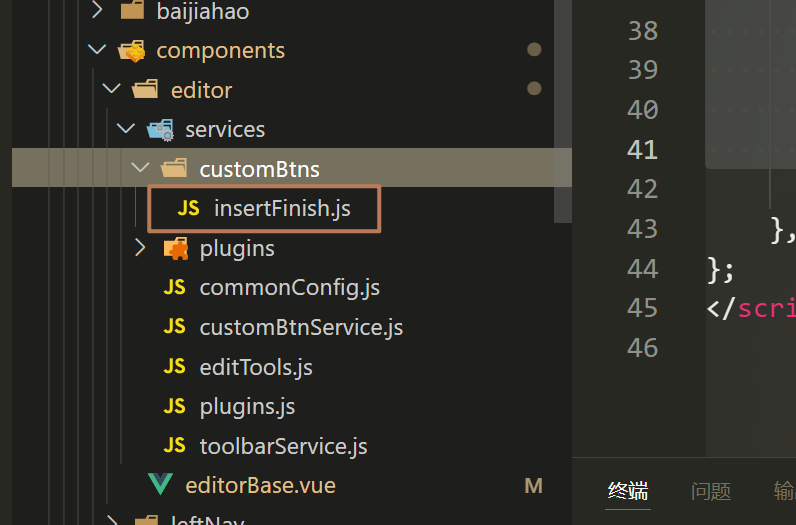 baijiahao
components
editor
services
customBtns
JS insertFinish.js
plugins
JS commonConfig.js
JS customBtnService.js
JS editTools.js
JS plugins.js
JS toolbarService.js
editorBase.vue M
leftNav
38
39
40
41
42
43 },
44 };
45 </scri
46
终端 问题 输